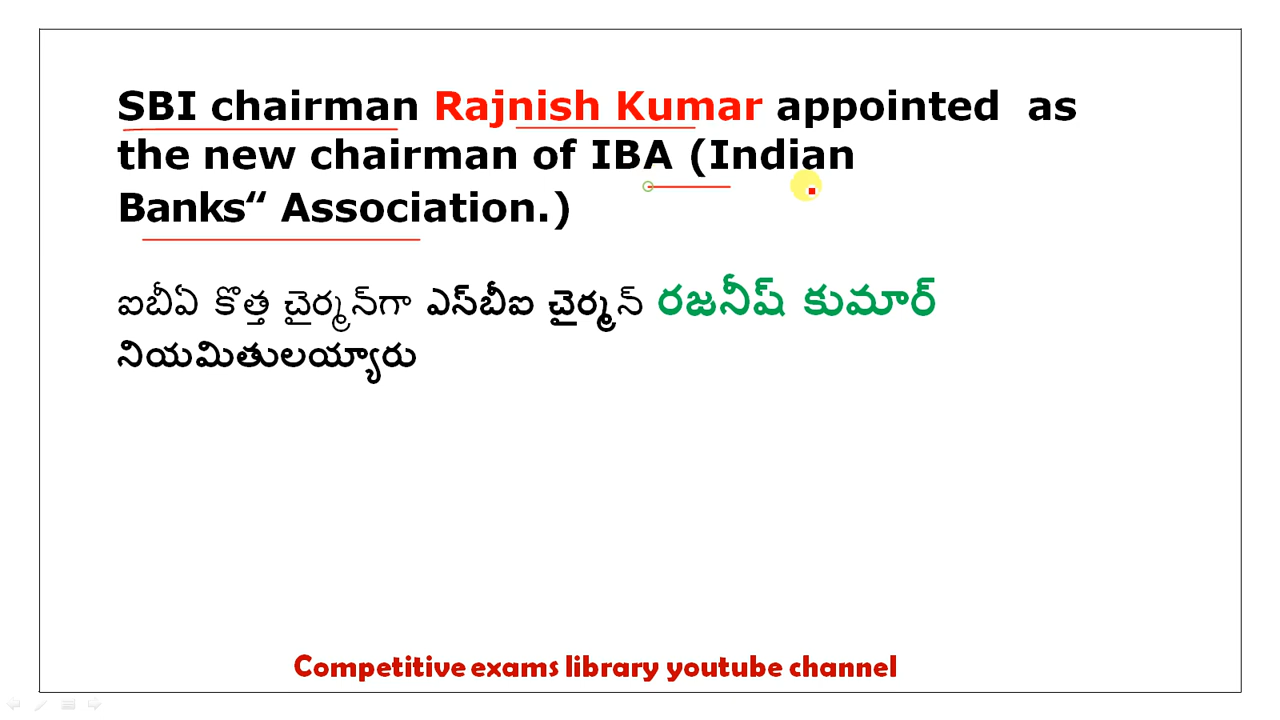 SBI chairman Rajnish Kumar appointed as
the new chairman of IBA (Indian
Banks“ Association.)
ఐబీఏ కొత్త చైర్మన్‌గా ఎస్‌బీఐ చైర్మన్ రజనీష్ కుమార్
నియమితులయ్యారు
Competitive exams library youtube channel